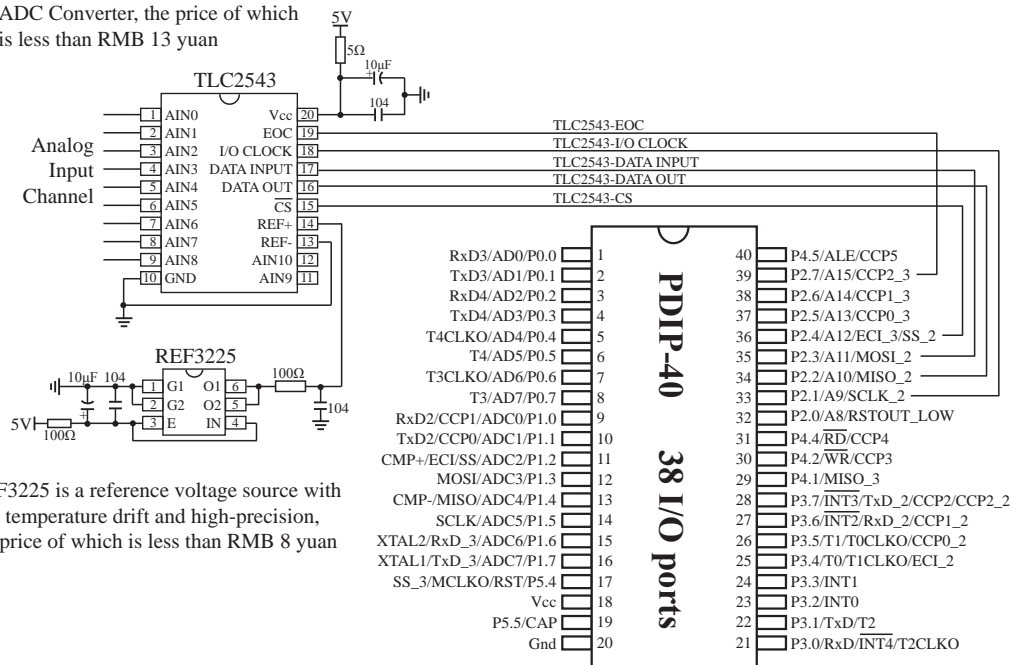 ADC Converter, the price of which
is less than RMB 13 yuan
5V
5Ω
10μF
+
104
TLC2543
1 AIN0 Vcc 20
2 AIN1 EOC 19
3 AIN2 I/O CLOCK 18
4 AIN3 DATA INPUT 17
5 AIN4 DATA OUT 16
6 AIN5 CS 15
7 AIN6 REF+ 14
8 AIN7 REF- 13
9 AIN8 AIN10 12
10 GND AIN9 11
Analog
Input
Channel
TLC2543-EOC
TLC2543-I/O CLOCK
TLC2543-DATA INPUT
TLC2543-DATA OUT
TLC2543-CS
REF3225
10μF 104
+
1 G1 O1 6
2 G2 O2 5
3 E IN 4
5V
100Ω
100Ω
104
F3225 is a reference voltage source with
temperature drift and high-precision,
price of which is less than RMB 8 yuan
PDIP-40 38 I/O ports
RxD3/AD0/P0.0 1 40 P4.5/ALE/CCP5
TxD3/AD1/P0.1 2 39 P2.7/A15/CCP2_3
RxD4/AD2/P0.2 3 38 P2.6/A14/CCP1_3
TxD4/AD3/P0.3 4 37 P2.5/A13/CCP0_3
T4CLKO/AD4/P0.4 5 36 P2.4/A12/ECI_3/SS_2
T4/AD5/P0.5 6 35 P2.3/A11/MOSI_2
T3CLKO/AD6/P0.6 7 34 P2.2/A10/MISO_2
T3/AD7/P0.7 8 33 P2.1/A9/SCLK_2
RxD2/CCP1/ADC0/P1.0 9 32 P2.0/A8/RSTOUT_LOW
TxD2/CCP0/ADC1/P1.1 10 31 P4.4/RD/CCP4
CMP+/ECI/SS/ADC2/P1.2 11 30 P4.2/WR/CCP3
MOSI/ADC3/P1.3 12 29 P4.1/MISO_3
CMP-/MISO/ADC4/P1.4 13 28 P3.7/INT3/TxD_2/CCP2/CCP2_2
SCLK/ADC5/P1.5 14 27 P3.6/INT2/RxD_2/CCP1_2
XTAL2/RxD_3/ADC6/P1.6 15 26 P3.5/T1/T0CLKO/CCP0_2
XTAL1/TxD_3/ADC7/P1.7 16 25 P3.4/T0/T1CLKO/ECI_2
SS_3/MCLKO/RST/P5.4 17 24 P3.3/INT1
Vcc 18 23 P3.2/INT0
P5.5/CAP 19 22 P3.1/TxD/T2
Gnd 20 21 P3.0/RxD/INT4/T2CLKO